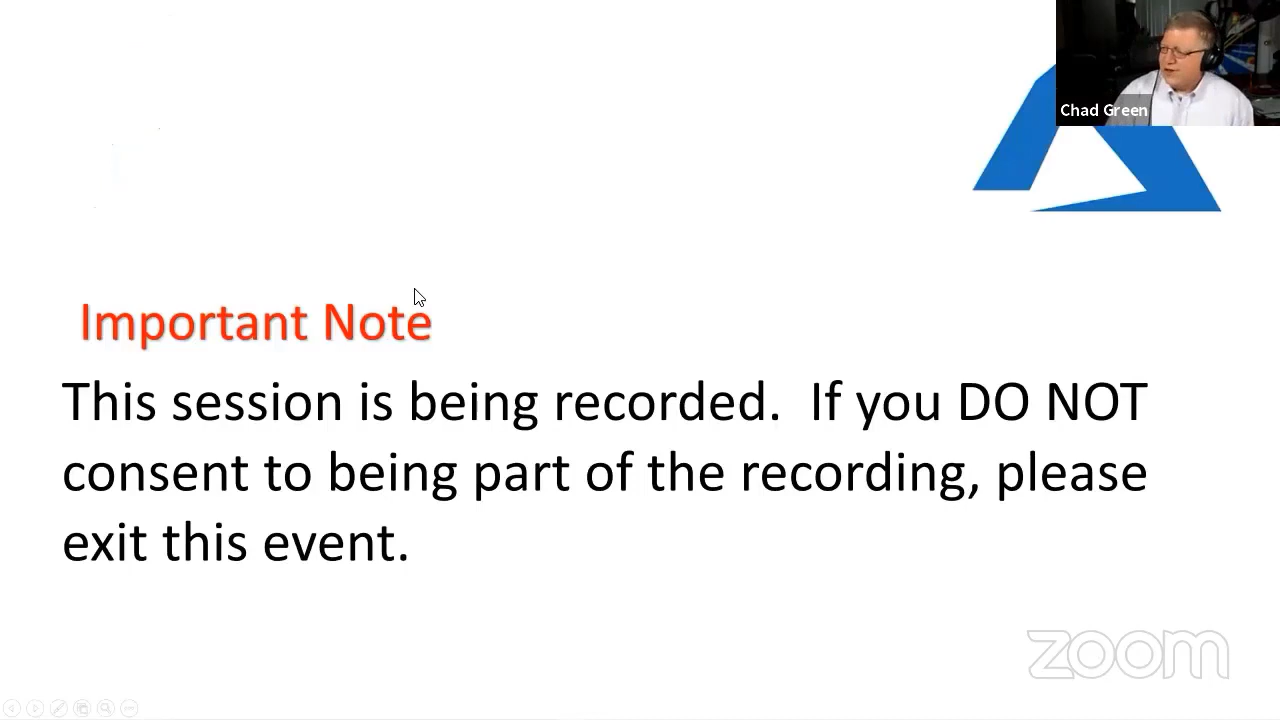 Chad Green
Important Note
This session is being recorded.  If you DO NOT
consent to being part of the recording, please
exit this event.
zoom